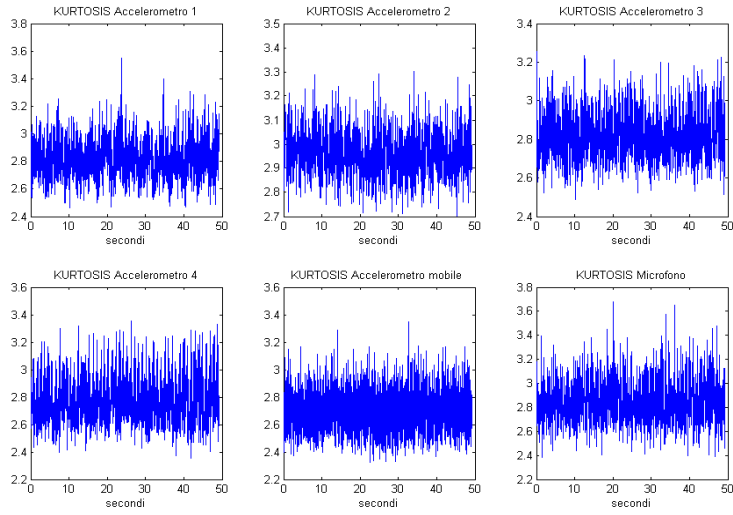 KURTOSIS Accelerometro 1
3.8
3.6
3.4
3.2
3
2.8
2.6
2.4
0 10 20 30 40 50
secondi
KURTOSIS Accelerometro 2
3.5
3.4
3.3
3.2
3.1
3
2.9
2.8
2.7
0 10 20 30 40 50
secondi
KURTOSIS Accelerometro 3
3.4
3.2
3
2.8
2.6
2.4
0 10 20 30 40 50
secondi
KURTOSIS Accelerometro 4
3.6
3.4
3.2
3
2.8
2.6
2.4
2.2
0 10 20 30 40 50
secondi
KURTOSIS Accelerometro mobile
3.6
3.4
3.2
3
2.8
2.6
2.4
2.2
0 10 20 30 40 50
secondi
KURTOSIS Microfono
3.8
3.6
3.4
3.2
3
2.8
2.6
2.4
2.2
0 10 20 30 40 50
secondi